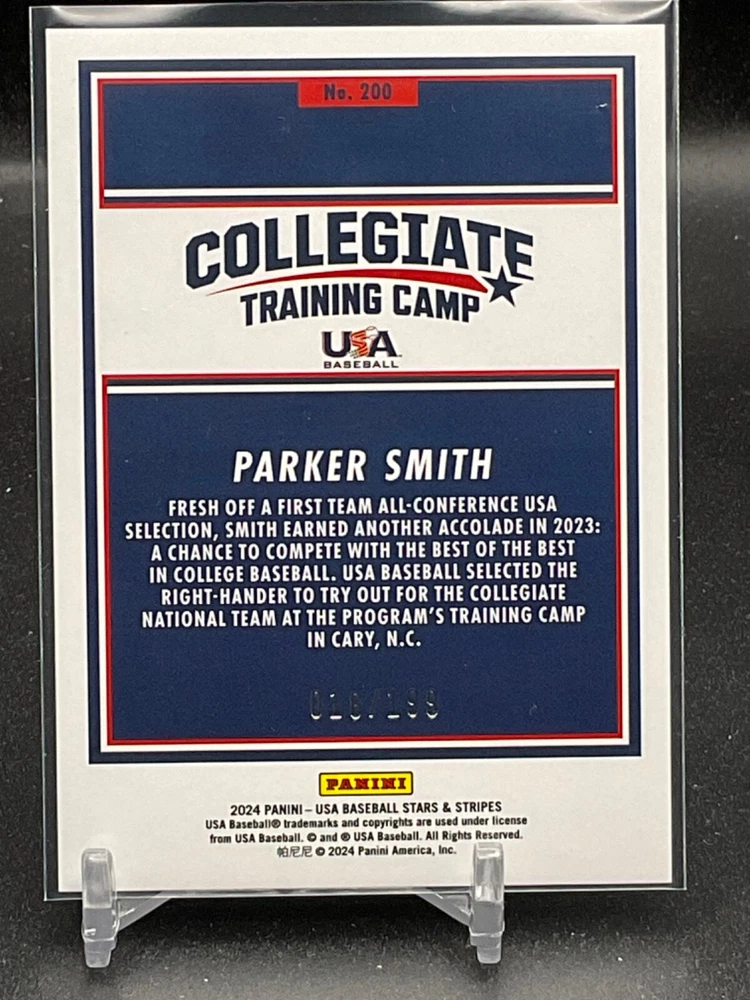 No. 200
COLLEGIATE
TRAINING CAMP
USA
BASEBALL
PARKER SMITH
FRESH OFF A FIRST TEAM ALL-CONFERENCE USA
SELECTION, SMITH EARNED ANOTHER ACCOLADE IN 2023:
A CHANCE TO COMPETE WITH THE BEST OF THE BEST
IN COLLEGE BASEBALL. USA BASEBALL SELECTED THE
RIGHT-HANDER TO TRY OUT FOR THE COLLEGIATE
NATIONAL TEAM AT THE PROGRAM'S TRAINING CAMP
IN CARY, N.C.
PANINI
2024 PANINI – USA BASEBALL STARS & STRIPES
USA Baseball® trademarks and copyrights are used under license
from USA Baseball. © and ® USA Baseball. All Rights Reserved.
帕尼尼 © 2024 Panini America, Inc.